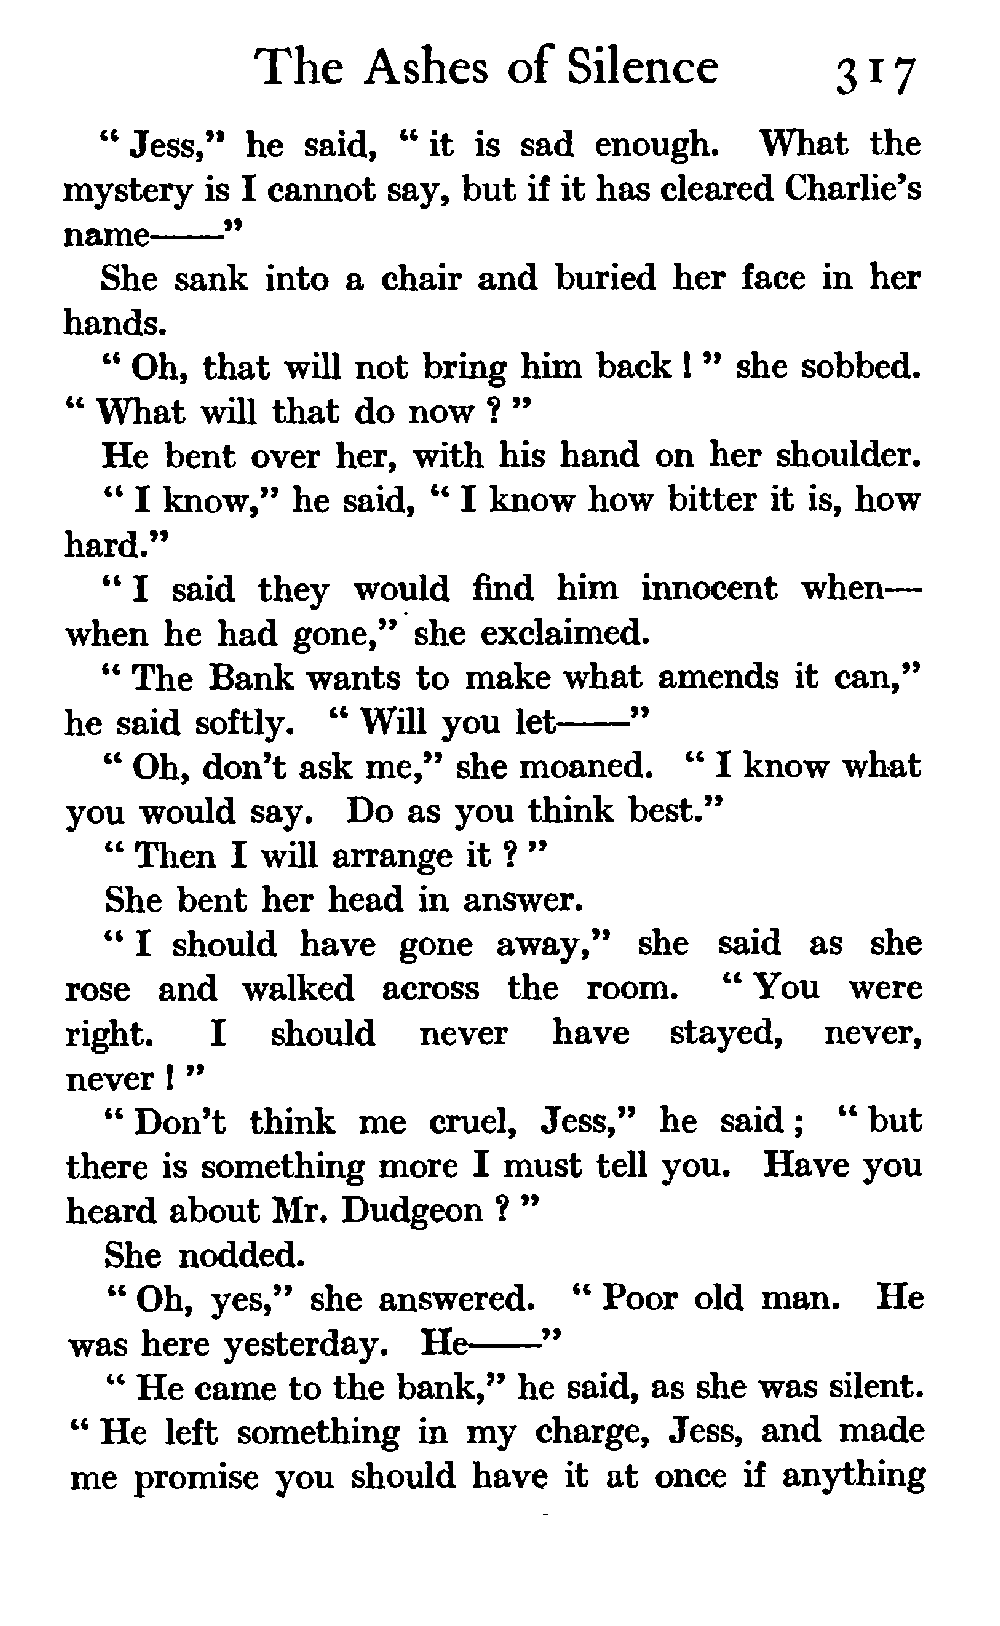 The Ashes of Silence 317
“ Jess,” he said, “ it is sad enough. What the
mystery is I cannot say, but if it has cleared Charlie’s
name——”
She sank into a chair and buried her face in her
hands.
“ Oh, that will not bring him back ! ” she sobbed.
“ What will that do now ? ”
He bent over her, with his hand on her shoulder.
“ I know,” he said, “ I know how bitter it is, how
hard.”
“ I said they would find him innocent when—
when he had gone,” she exclaimed.
“ The Bank wants to make what amends it can,”
he said softly. “ Will you let——”
“ Oh, don’t ask me,” she moaned. “ I know what
you would say. Do as you think best.”
“ Then I will arrange it ? ”
She bent her head in answer.
“ I should have gone away,” she said as she
rose and walked across the room. “ You were
right. I should never have stayed, never,
never ! ”
“ Don’t think me cruel, Jess,” he said ; “ but
there is something more I must tell you. Have you
heard about Mr. Dudgeon ? ”
She nodded.
“ Oh, yes,” she answered. “ Poor old man. He
was here yesterday. He——”
“ He came to the bank,” he said, as she was silent.
“ He left something in my charge, Jess, and made
me promise you should have it at once if anything